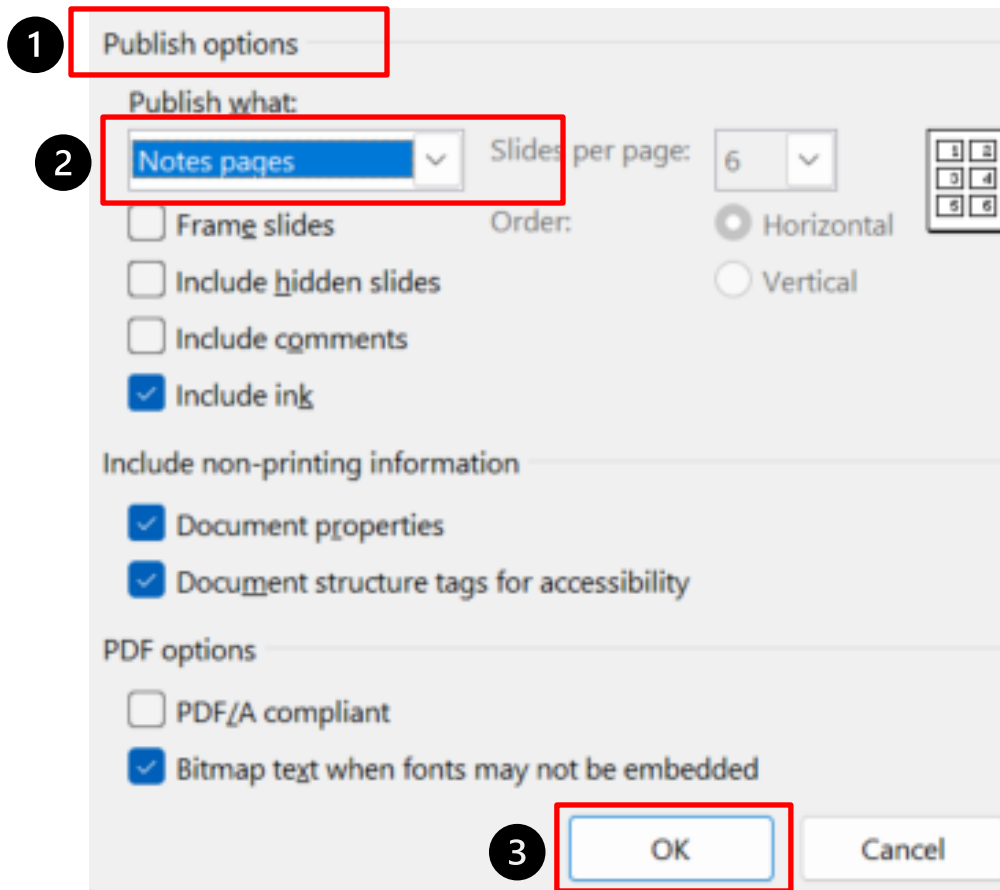 1 Publish options
Publish what:
2 Notes pages Slides per page: 6
1 2
3 4
5 6
Frame slides Order: Horizontal
Include hidden slides Vertical
Include comments
Include ink
Include non-printing information
Document properties
Document structure tags for accessibility
PDF options
PDF/A compliant
Bitmap text when fonts may not be embedded
3 OK Cancel